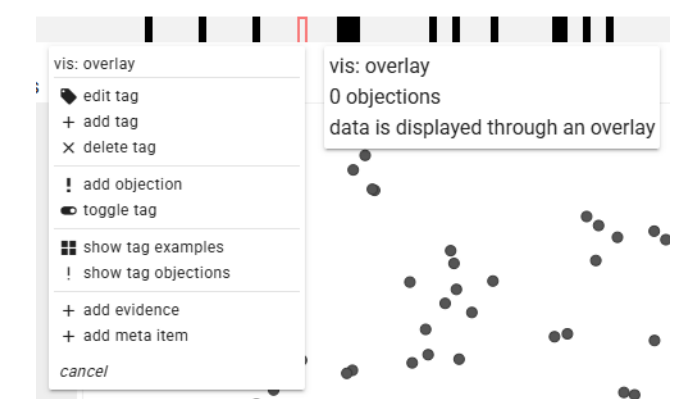 vis: overlay
edit tag
+ add tag
× delete tag
! add objection
toggle tag
show tag examples
! show tag objections
+ add evidence
+ add meta item
cancel
vis: overlay
0 objections
data is displayed through an overlay